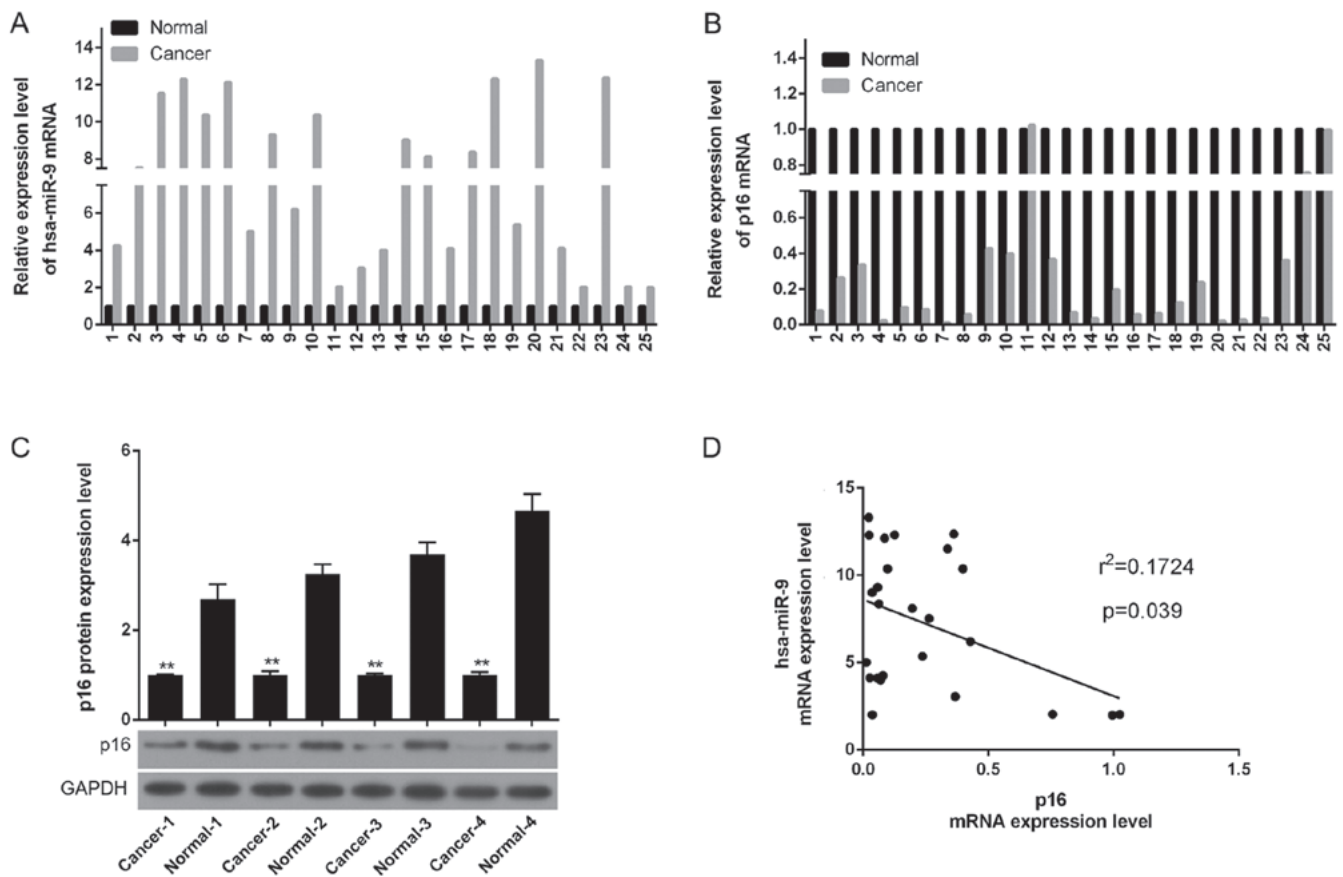 A
Relative expression level
of hsa-miR-9 mRNA
Normal
Cancer
14
12
10
8
6
4
2
0
1 2 3 4 5 6 7 8 9 10 11 12 13 14 15 16 17 18 19 20 21 22 23 24 25
B
Relative expression level
of p16 mRNA
Normal
Cancer
1.4
1.2
1.0
0.8
0.6
0.4
0.2
0.0
1 2 3 4 5 6 7 8 9 10 11 12 13 14 15 16 17 18 19 20 21 22 23 24 25
C
p16 protein expression level
6
4
2
0
** ** ** **
p16
GAPDH
Cancer-1 Normal-1 Cancer-2 Normal-2 Cancer-3 Normal-3 Cancer-4 Normal-4
D
hsa-miR-9
mRNA expression level
15
10
5
0
r²=0.1724
p=0.039
0.0 0.5 1.0 1.5
p16
mRNA expression level